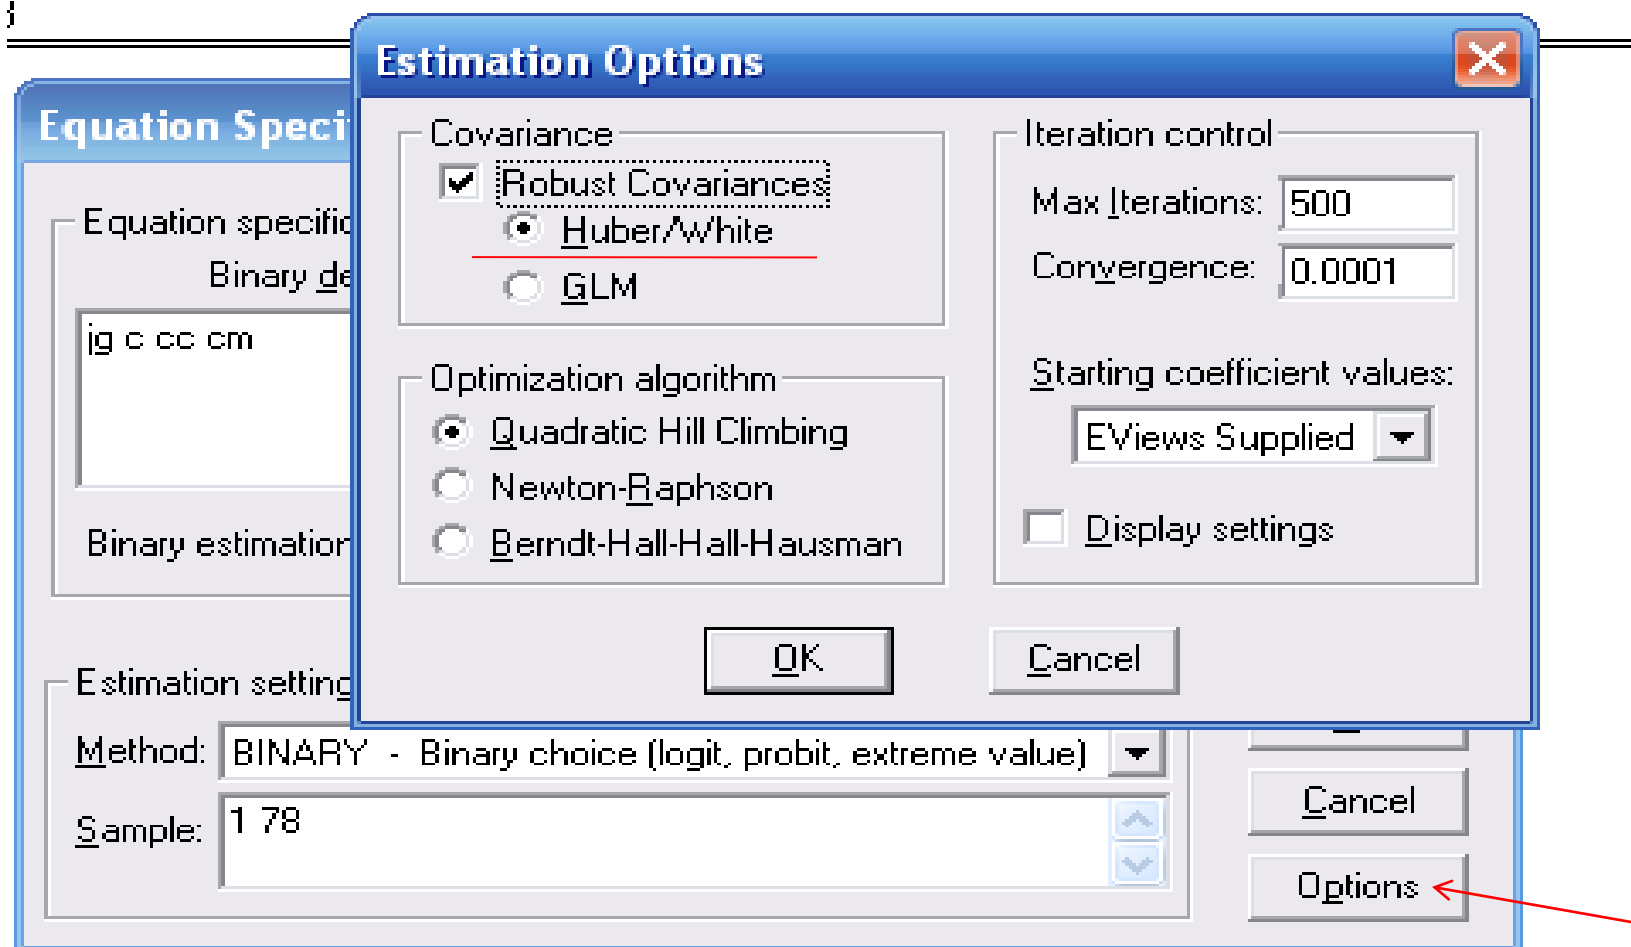 Estimation Options
Equation Speci
Covariance
Robust Covariances
Huber/White
GLM
Optimization algorithm
Quadratic Hill Climbing
Newton-Raphson
Berndt-Hall-Hall-Hausman
Iteration control
Max Iterations: 500
Convergence: 0.0001
Starting coefficient values:
EViews Supplied
Display settings
OK
Cancel
Equation specific
Binary de
jg c cc cm
Binary estimation
Estimation setting
Method: BINARY - Binary choice (logit, probit, extreme value)
Sample: 1 78
Cancel
Options